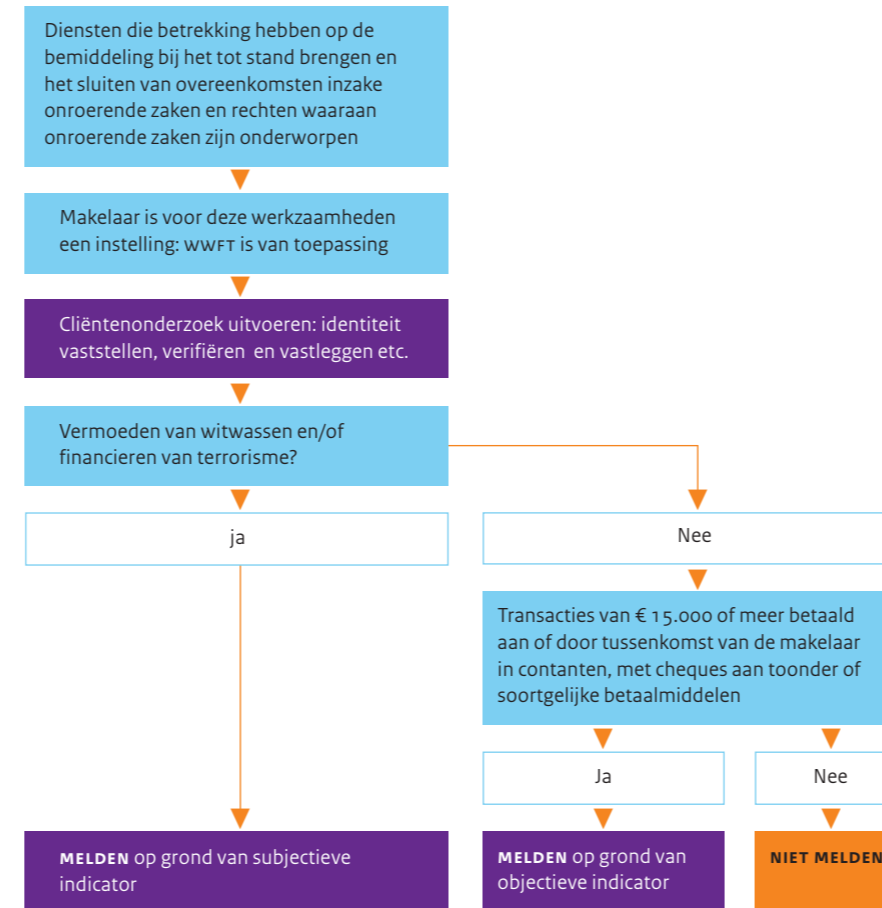 Diensten die betrekking hebben op de
bemiddeling bij het tot stand brengen en
het sluiten van overeenkomsten inzake
onroerende zaken en rechten waaraan
onroerende zaken zijn onderworpen
Makelaar is voor deze werkzaamheden
een instelling: WWFT is van toepassing
Cliëntenonderzoek uitvoeren: identiteit
vaststellen, verifiëren en vastleggen etc.
Vermoeden van witwassen en/of
financieren van terrorisme?
ja
Nee
Transacties van € 15.000 of meer betaald
aan of door tussenkomst van de makelaar
in contanten, met cheques aan toonder of
soortgelijke betaalmiddelen
Ja
Nee
MELDEN op grond van subjectieve
indicator
MELDEN op grond van
objectieve indicator
NIET MELDEN